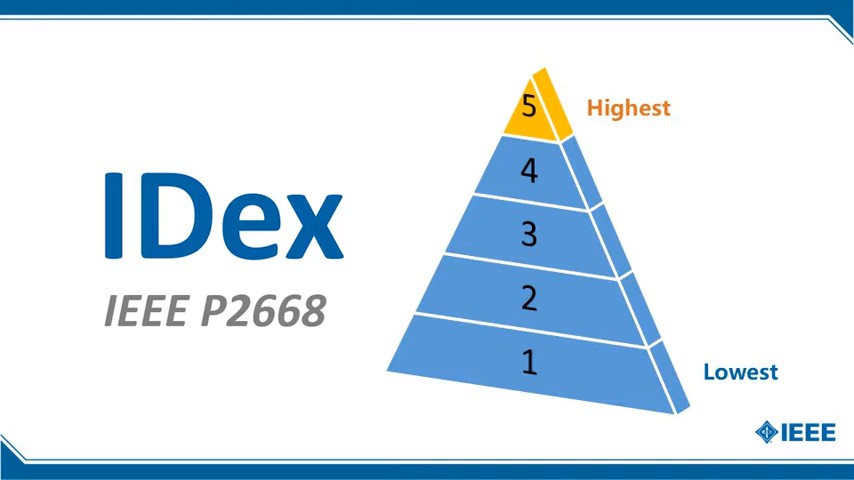 5
Highest
4
IDex
3
IEEE P2668
2
1
Lowest
IEEE